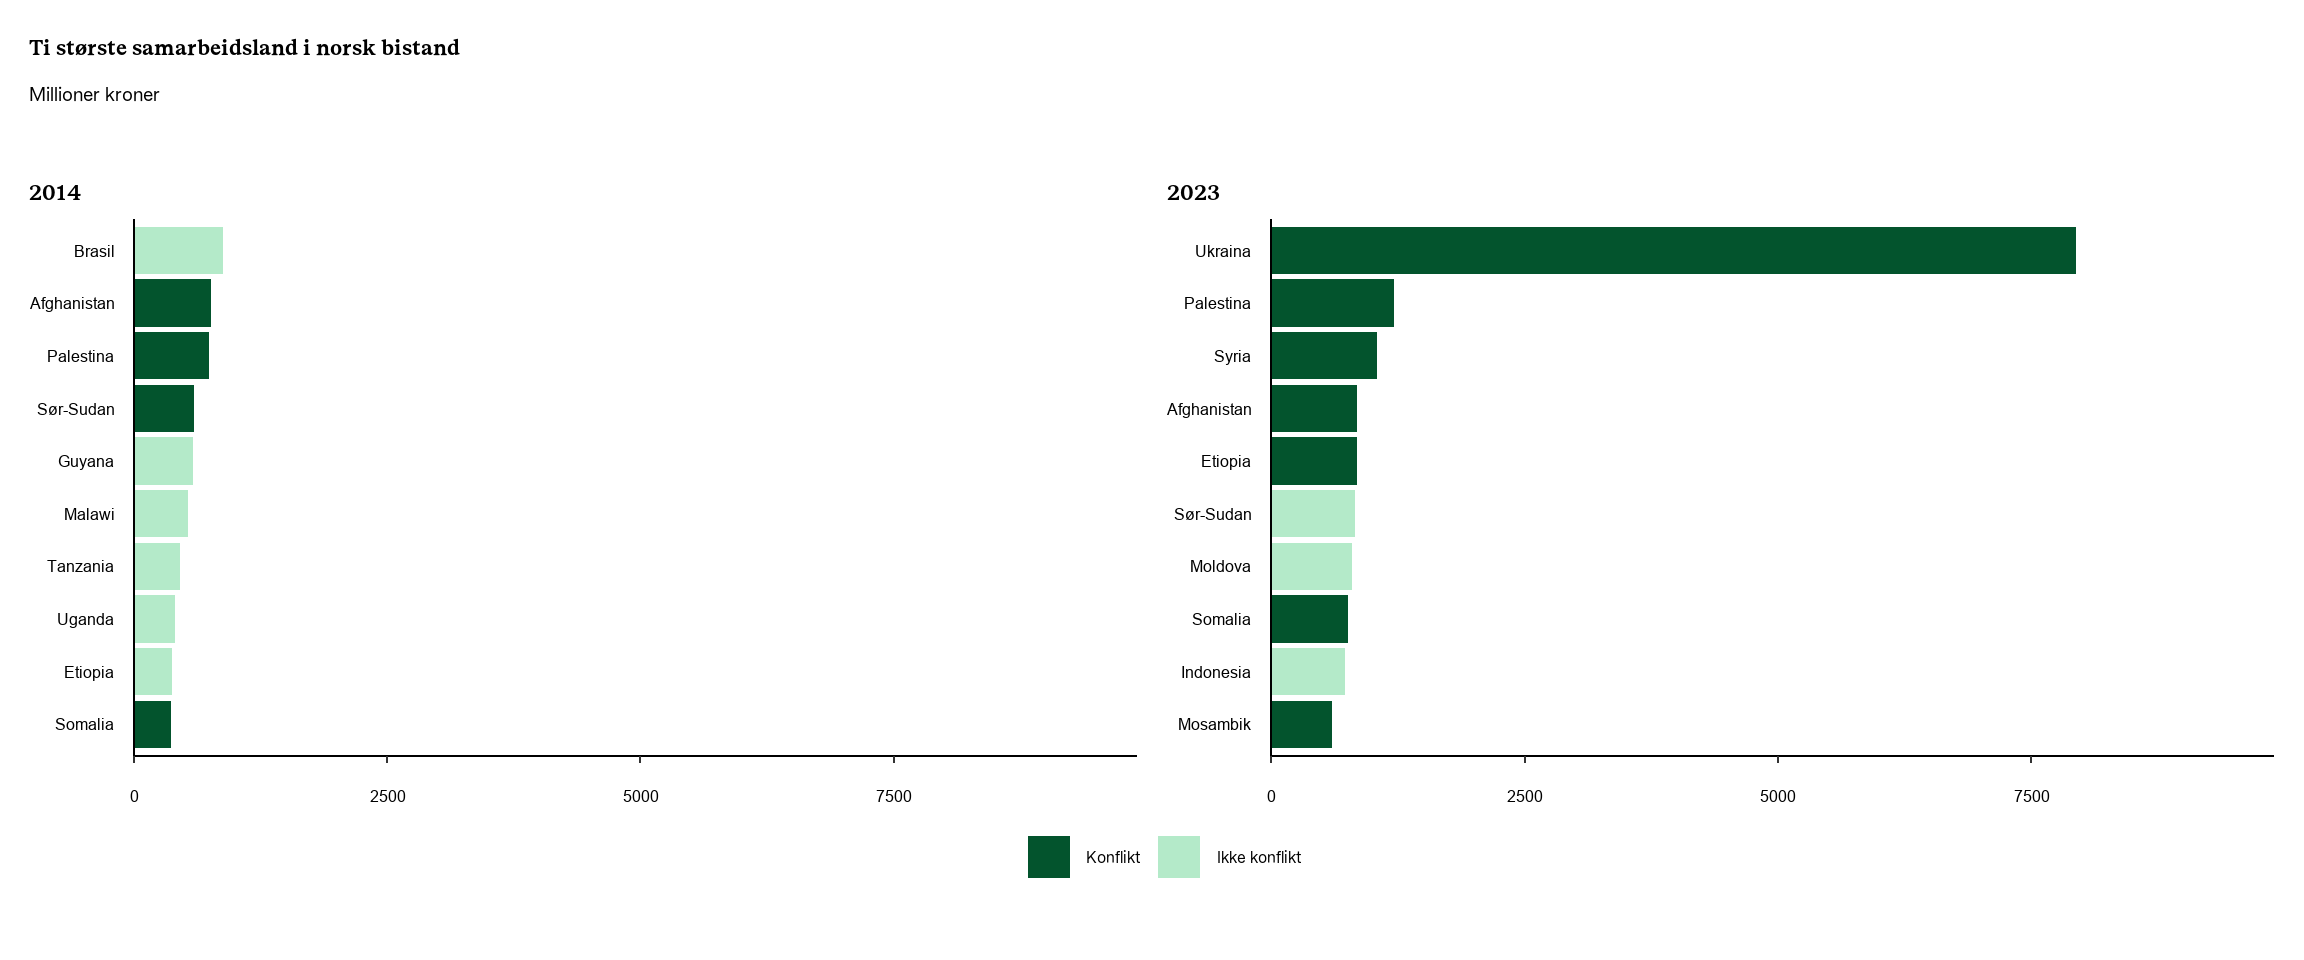 Ti største samarbeidsland i norsk bistand
Millioner kroner
2014
Brasil
Afghanistan
Palestina
Sør-Sudan
Guyana
Malawi
Tanzania
Uganda
Etiopia
Somalia
0 2500 5000 7500
2023
Ukraina
Palestina
Syria
Afghanistan
Etiopia
Sør-Sudan
Moldova
Somalia
Indonesia
Mosambik
0 2500 5000 7500
Konflikt Ikke konflikt